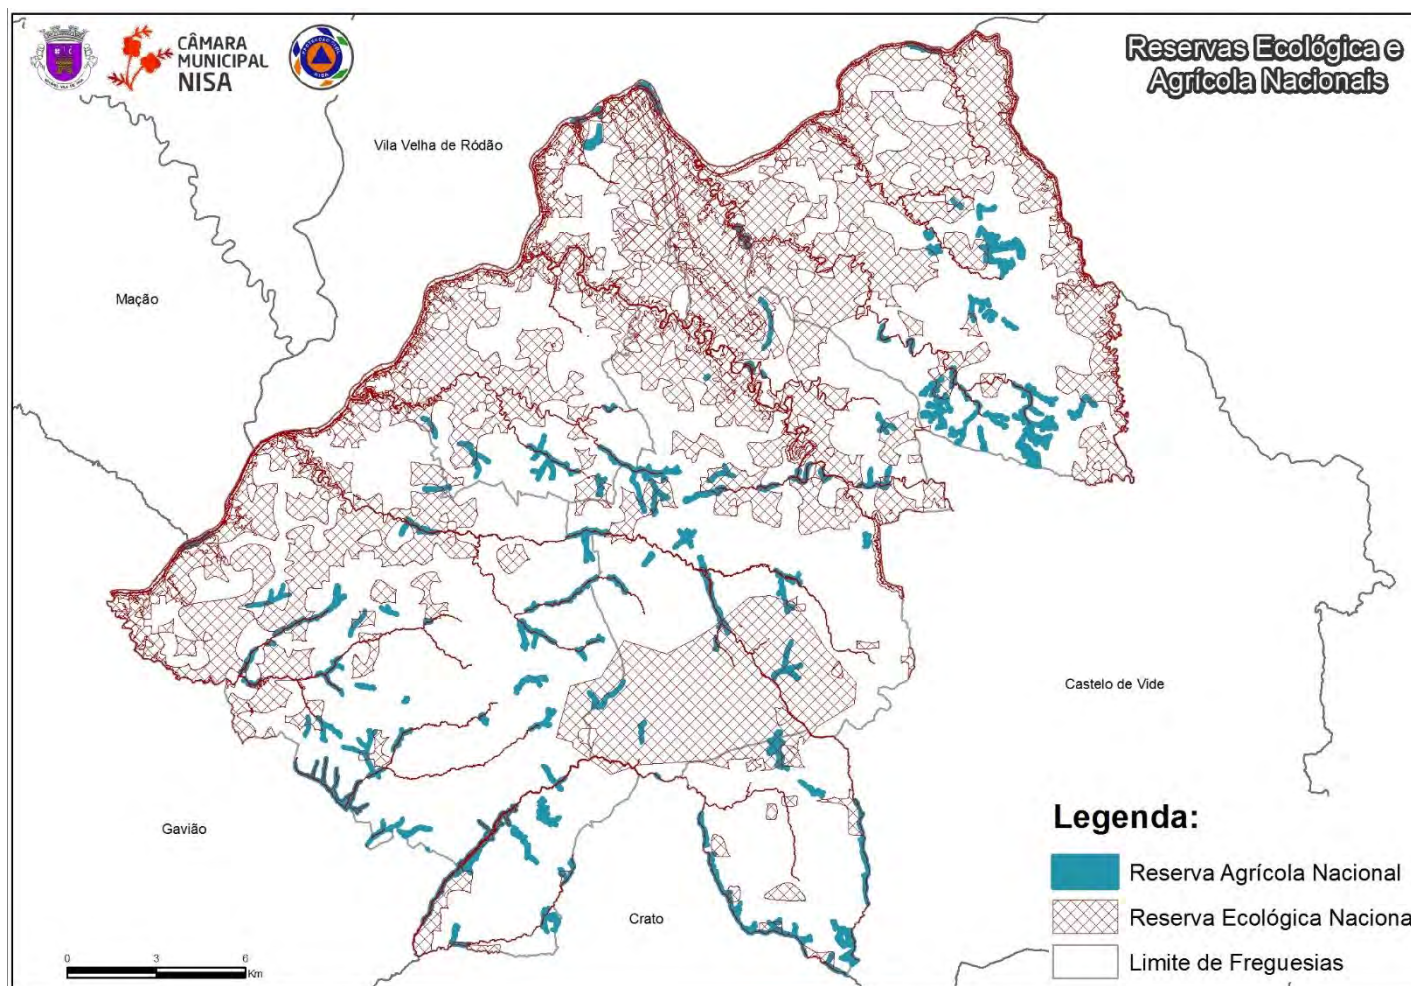 CÂMARA
MUNICIPAL
NISA
Reservas Ecológica e
Agrícola Nacionais
Vila Velha de Ródão
Mação
Castelo de Vide
Gavião
Crato
Legenda:
Reserva Agrícola Nacional
Reserva Ecológica Naciona
Limite de Freguesias
0 3 6
Km